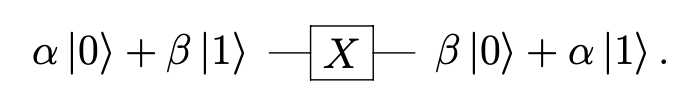 α |0⟩ + β |1⟩ X β |0⟩ + α |1⟩ .